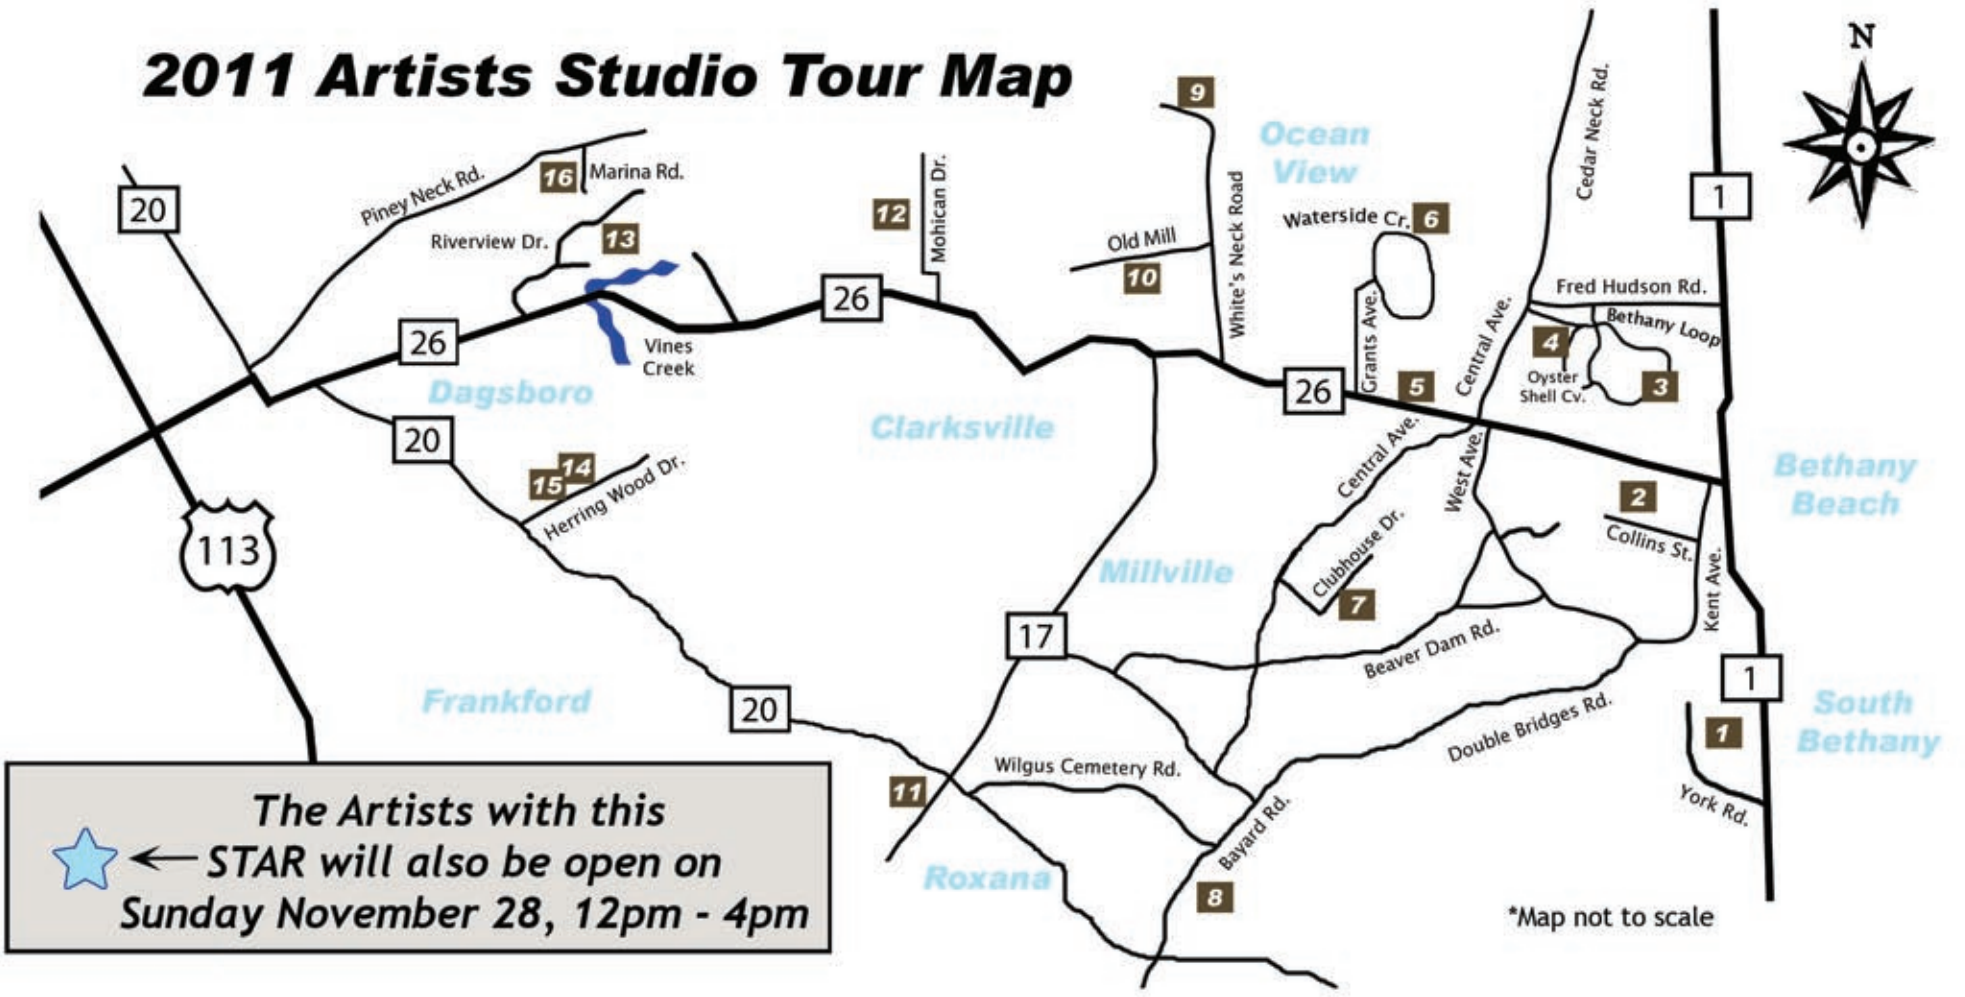 2011 Artists Studio Tour Map
N
9
Ocean
View
Cedar Neck Rd.
1
20
Piney Neck Rd.
16
Marina Rd.
12
Mohican Dr.
White's Neck Road
Waterside Cr.
6
Riverview Dr.
13
Old Mill
10
26
26
Vines
Creek
Grants Ave.
Central Ave.
Fred Hudson Rd.
Bethany Loop
4
Oyster
Shell Cv.
3
26
5
Dagsboro
Clarksville
20
14
15
Herring Wood Dr.
Central Ave.
West Ave.
2
Collins St.
Bethany
Beach
113
Millville
Clubhouse Dr.
7
Kent Ave.
17
Beaver Dam Rd.
1
Frankford
20
Double Bridges Rd.
1
South
Bethany
York Rd.
Wilgus Cemetery Rd.
11
Bayard Rd.
Roxana
8
The Artists with this
STAR will also be open on
Sunday November 28, 12pm - 4pm
*Map not to scale